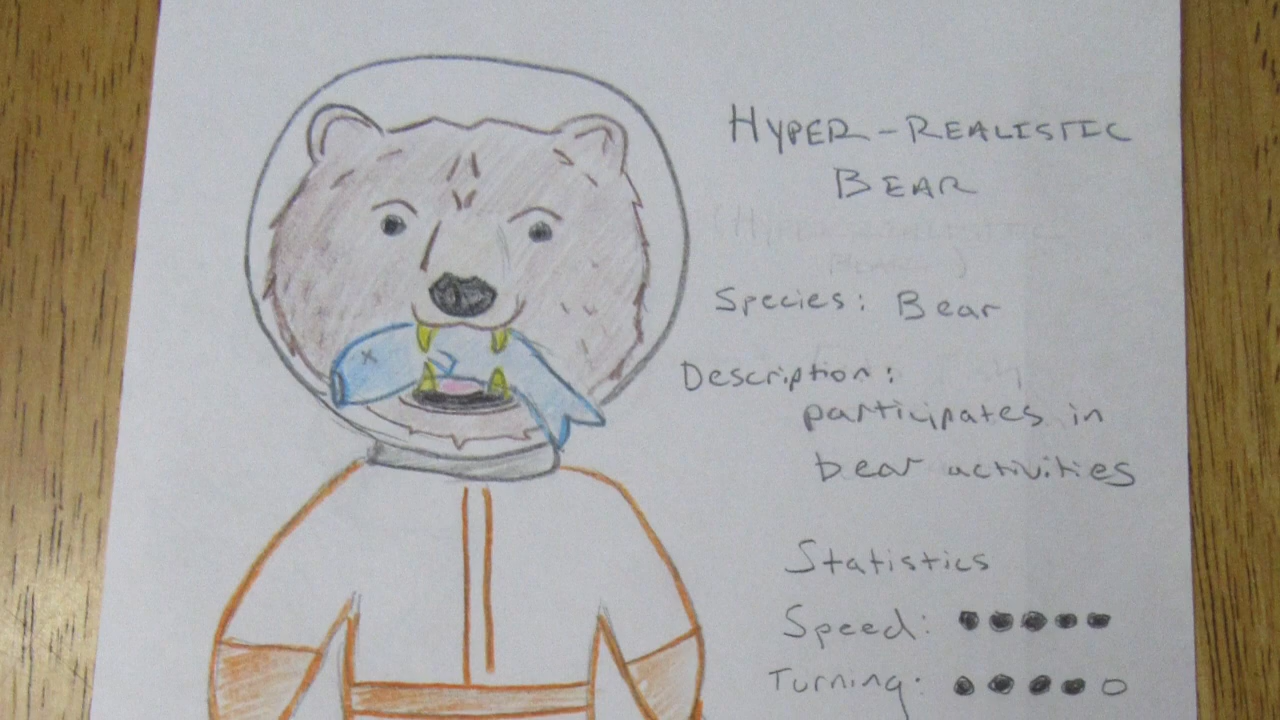 HYPER-REALISTIC
BEAR
Species: Bear
Description:
participates in
bear activities
Statistics
Speed:
Turning: